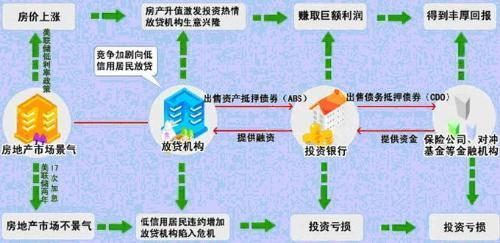 房价上涨
房产升值激发投资热情
放贷机构生意兴隆
赚取巨额利润
得到丰厚回报
美联储低利率政策
竞争加剧向低
信用居民放贷
出售资产抵押债券(ABS)
出售债务抵押债券(CDO)
房地产市场景气
放贷机构
提供融资
投资银行
提供资金
保险公司、对冲
基金等金融机构
美联储两年
17次加息
房地产市场不景气
低信用居民违约增加
放贷机构陷入危机
投资亏损
投资亏损